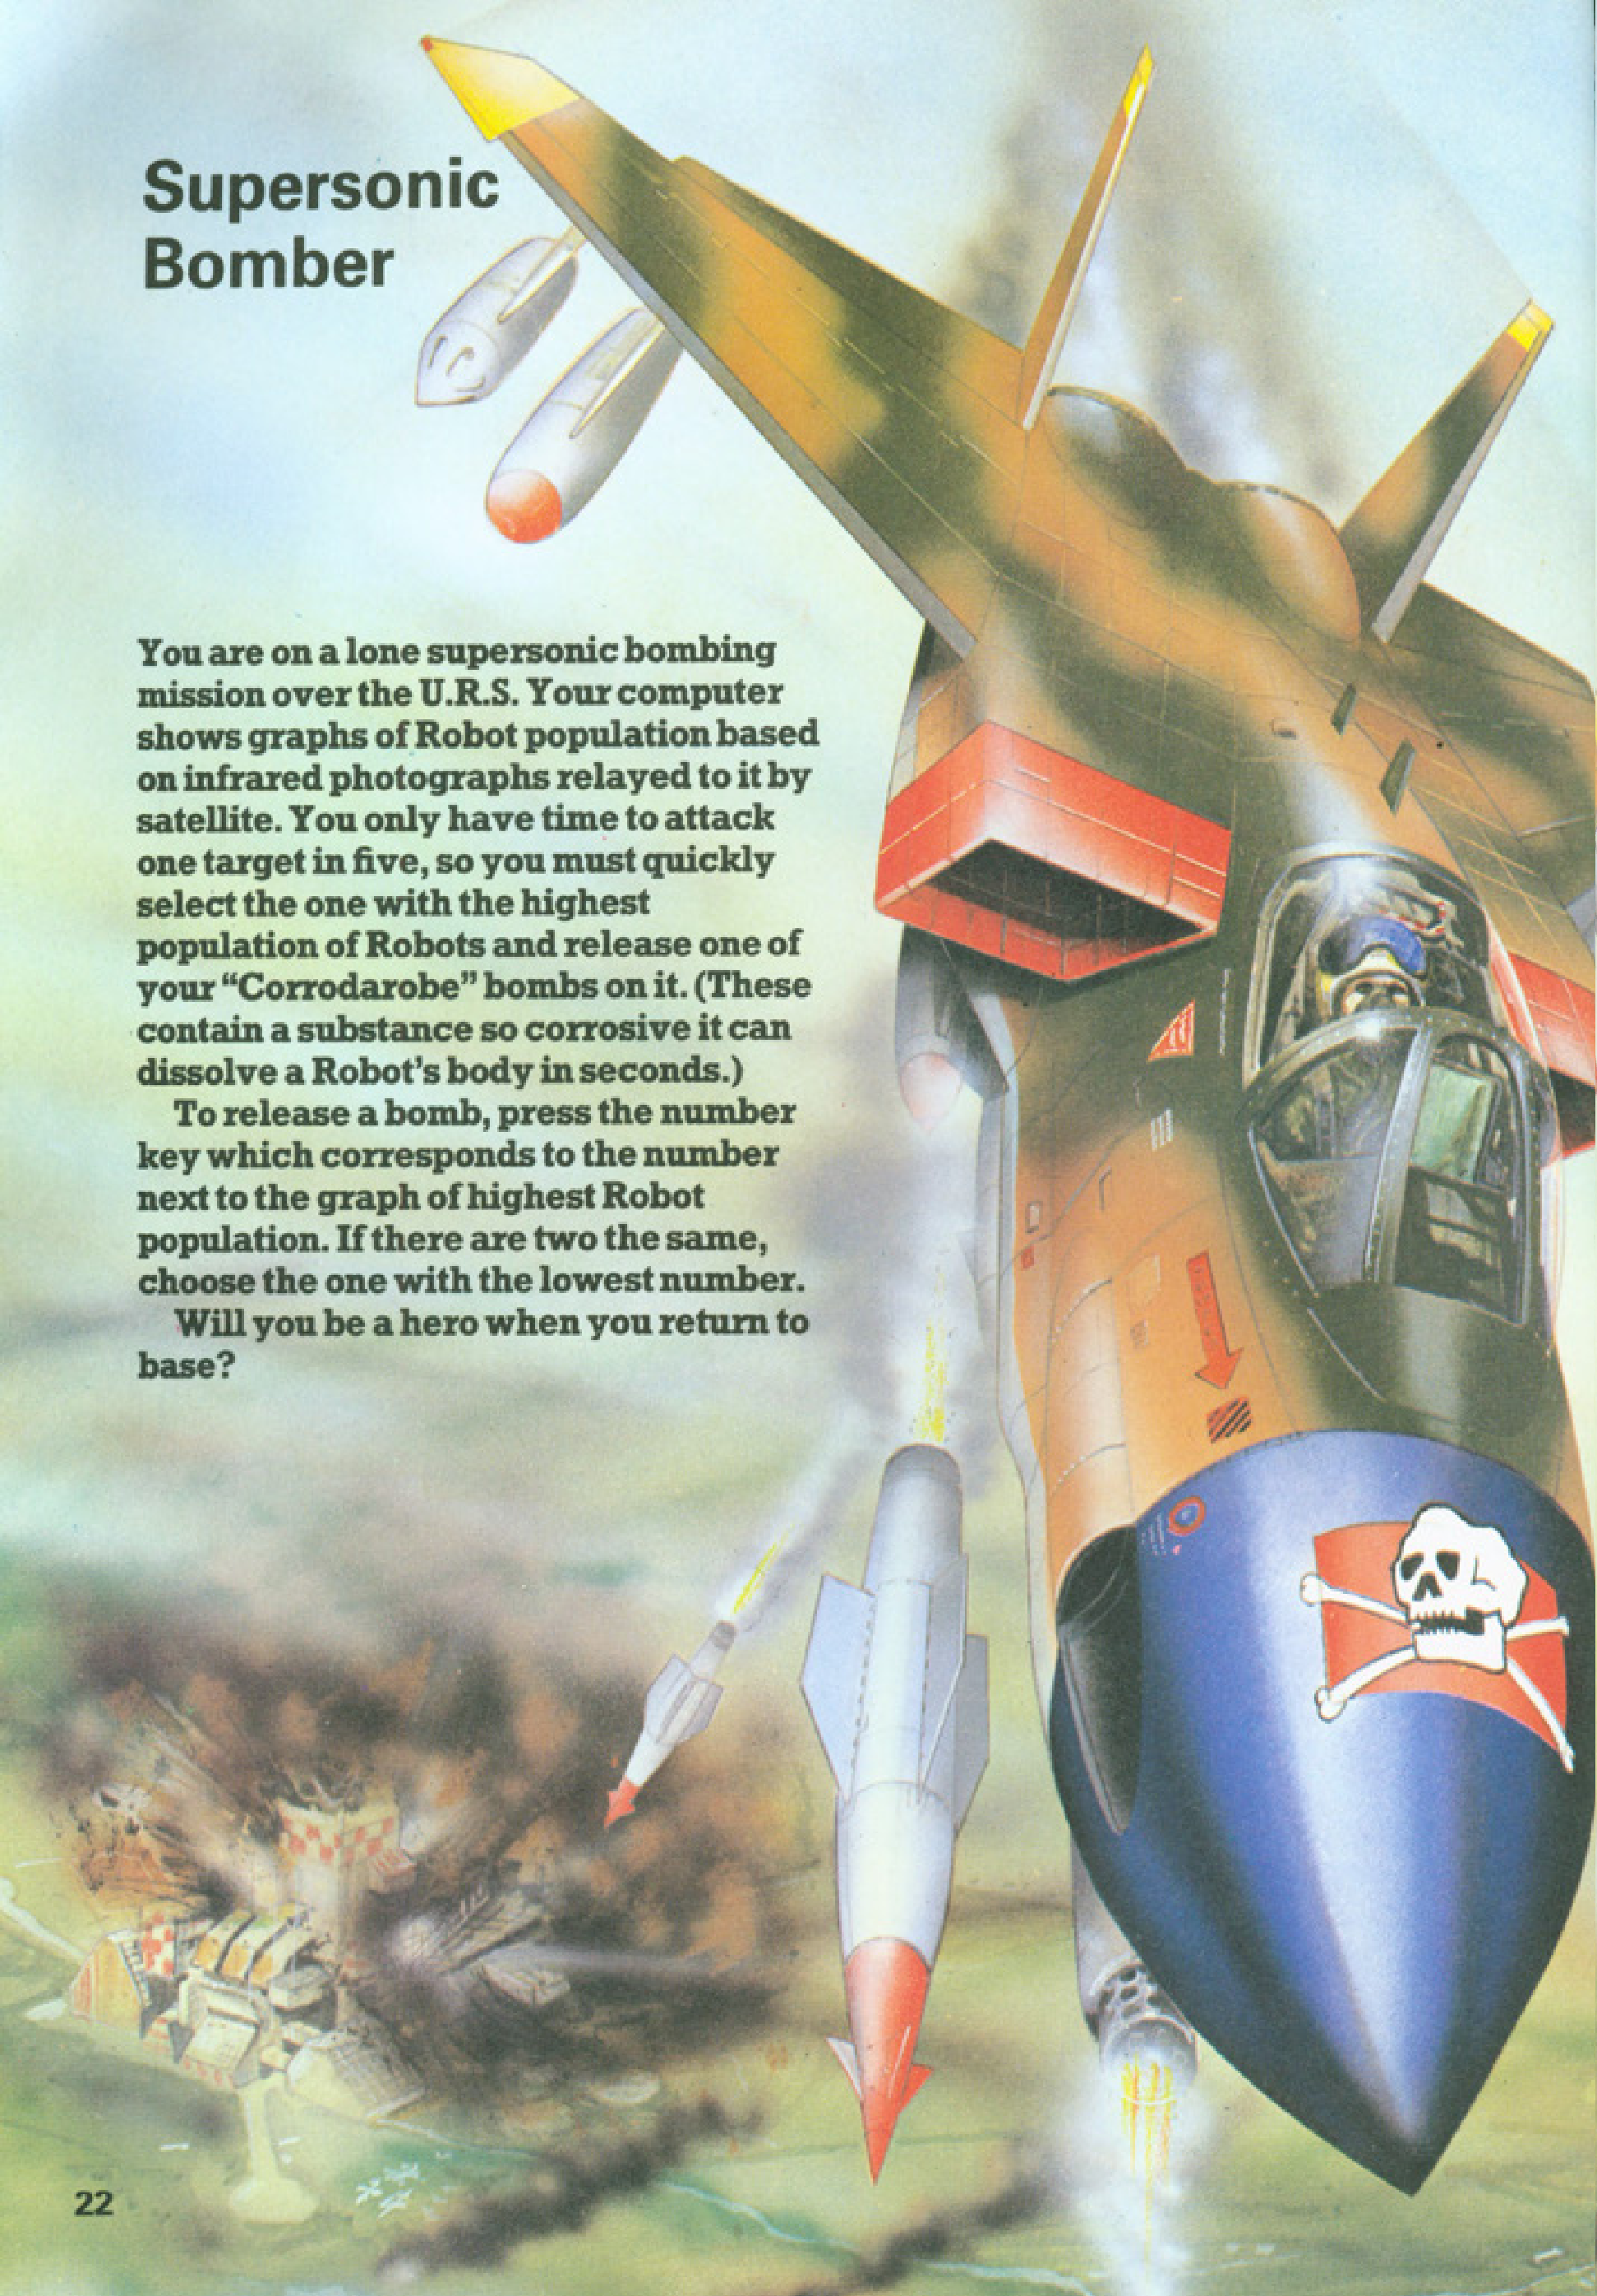 Supersonic
Bomber
You are on a lone supersonic bombing
mission over the U.R.S. Your computer
shows graphs of Robot population based
on infrared photographs relayed to it by
satellite. You only have time to attack
one target in five, so you must quickly
select the one with the highest
population of Robots and release one of
your “Corrodarobe” bombs on it. (These
contain a substance so corrosive it can
dissolve a Robot's body in seconds.)
To release a bomb, press the number
key which corresponds to the number
next to the graph of highest Robot
population. If there are two the same,
choose the one with the lowest number.
Will you be a hero when you return to
base?
22